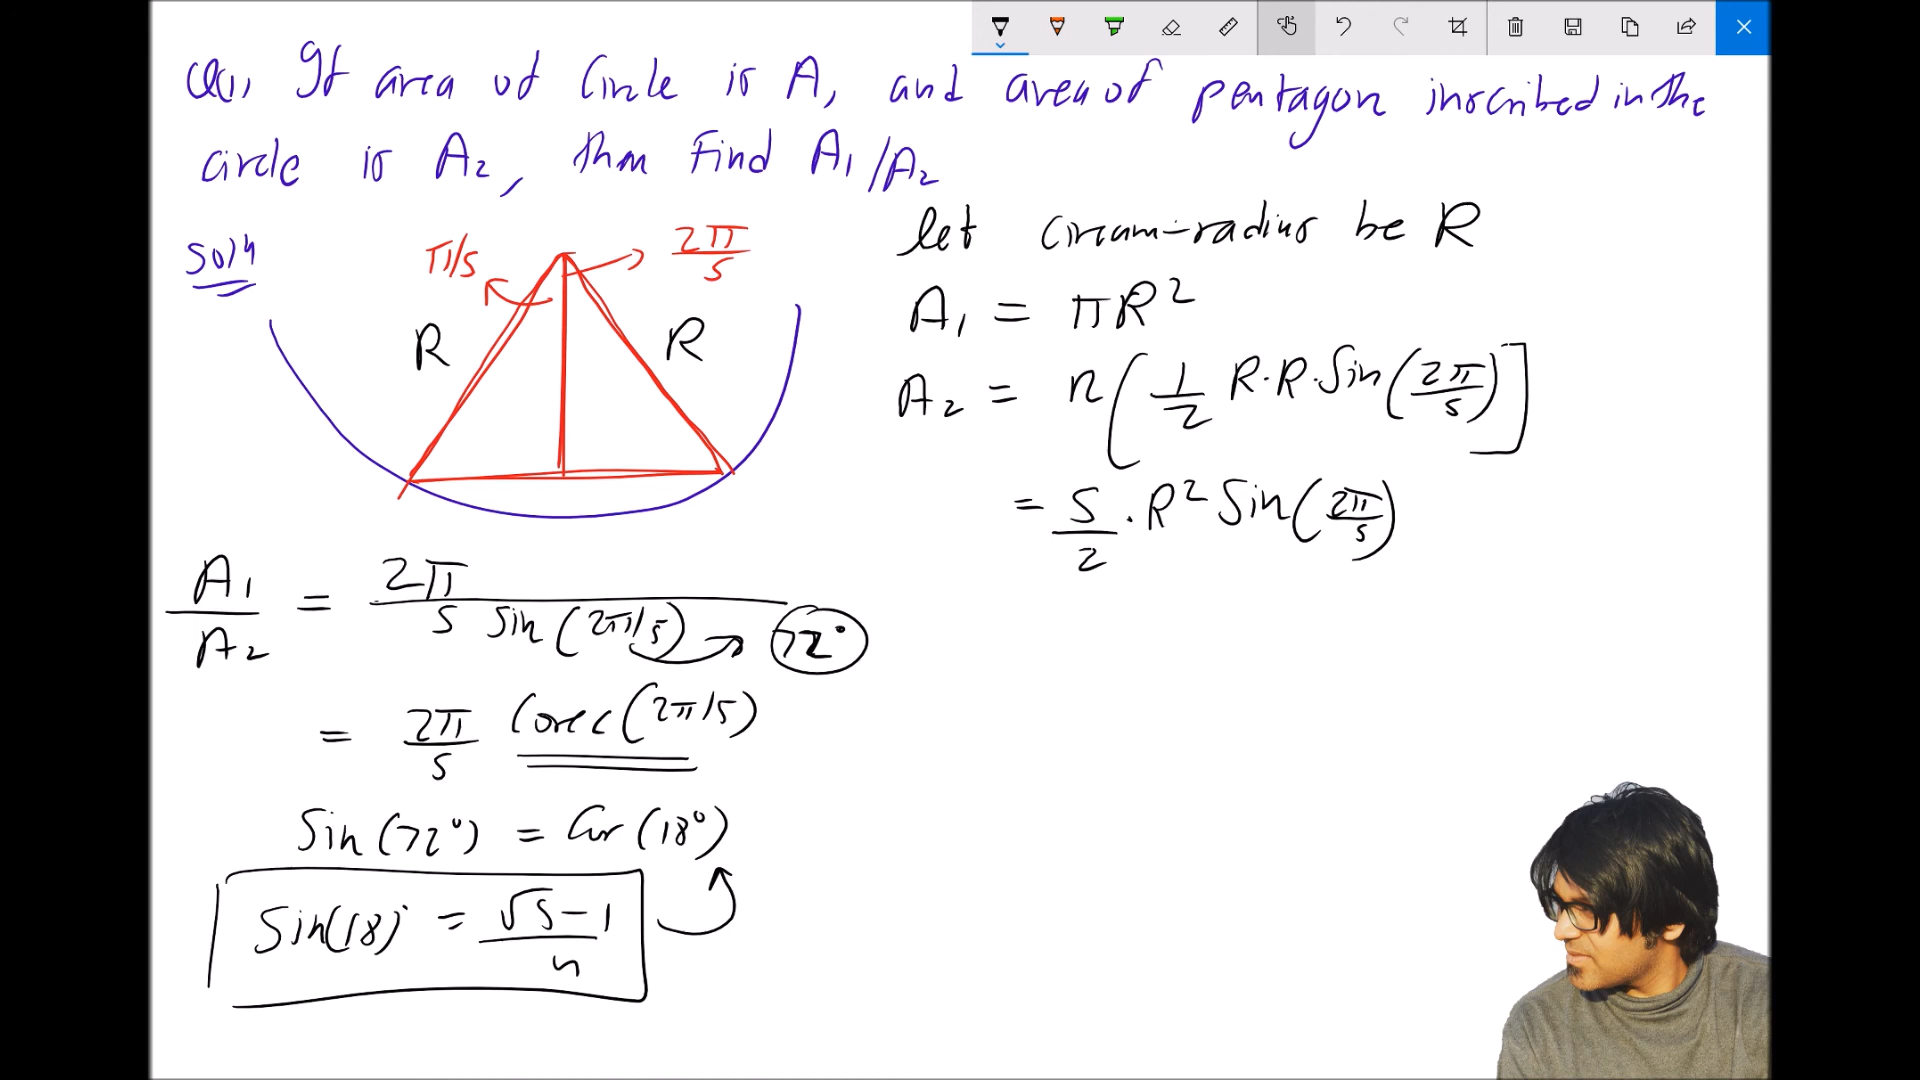 Q1, If area of Circle is A, and area of pentagon inscribed in the
circle is A2, then Find A1/A2
Soln
π/5
2π/5
R R
let circum-radius be R
A1 = πR²
A2 = n[1/2 R·R·Sin(2π/5)]
= 5/2 · R² Sin(2π/5)
A1/A2 = 2π/5 Sin(2π/5) 72°
= 2π/5 Cosec(2π/5)
Sin(72°) = Cos(18°)
Sin(18)° = √5-1/4